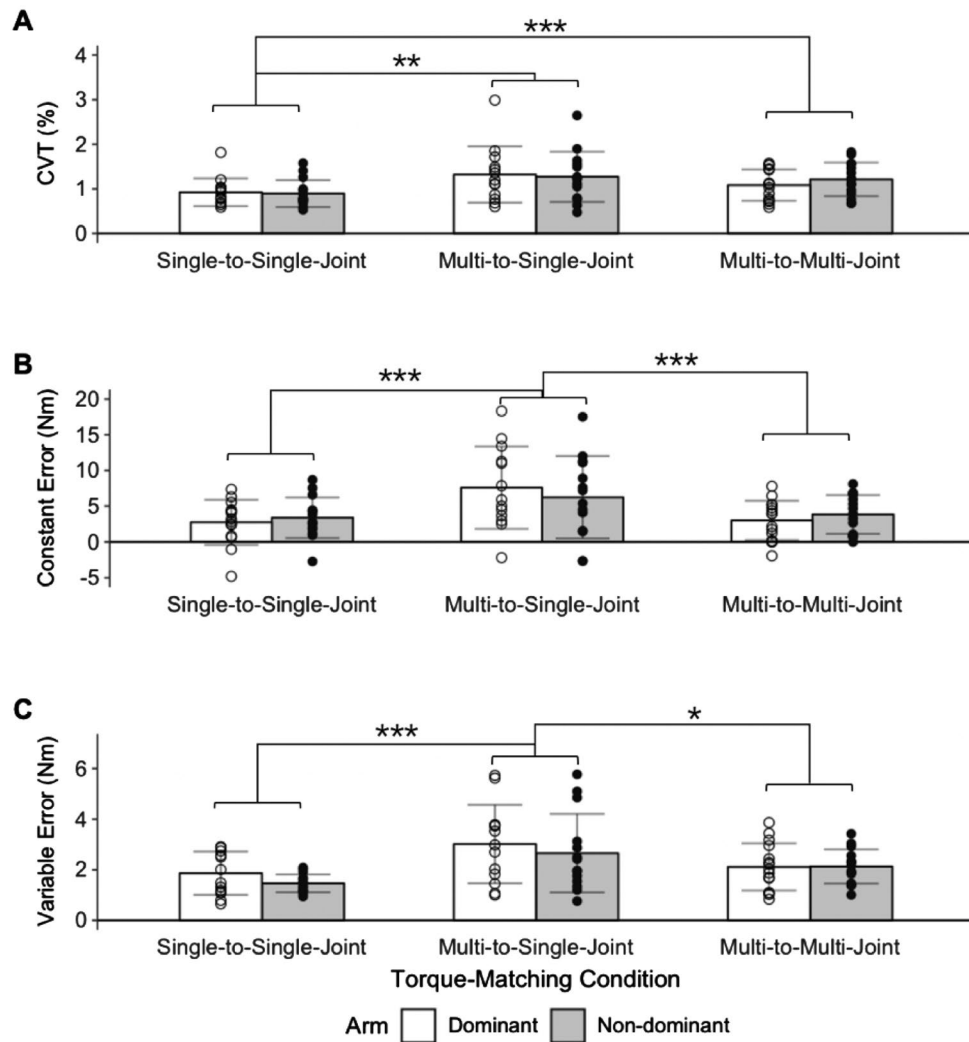 A
CVT (%)
4
3
2
1
0
***
**
Single-to-Single-Joint Multi-to-Single-Joint Multi-to-Multi-Joint
B
Constant Error (Nm)
20
15
10
5
0
-5
*** ***
Single-to-Single-Joint Multi-to-Single-Joint Multi-to-Multi-Joint
C
Variable Error (Nm)
6
4
2
0
*** *
Single-to-Single-Joint Multi-to-Single-Joint Multi-to-Multi-Joint
Torque-Matching Condition
Arm Dominant Non-dominant